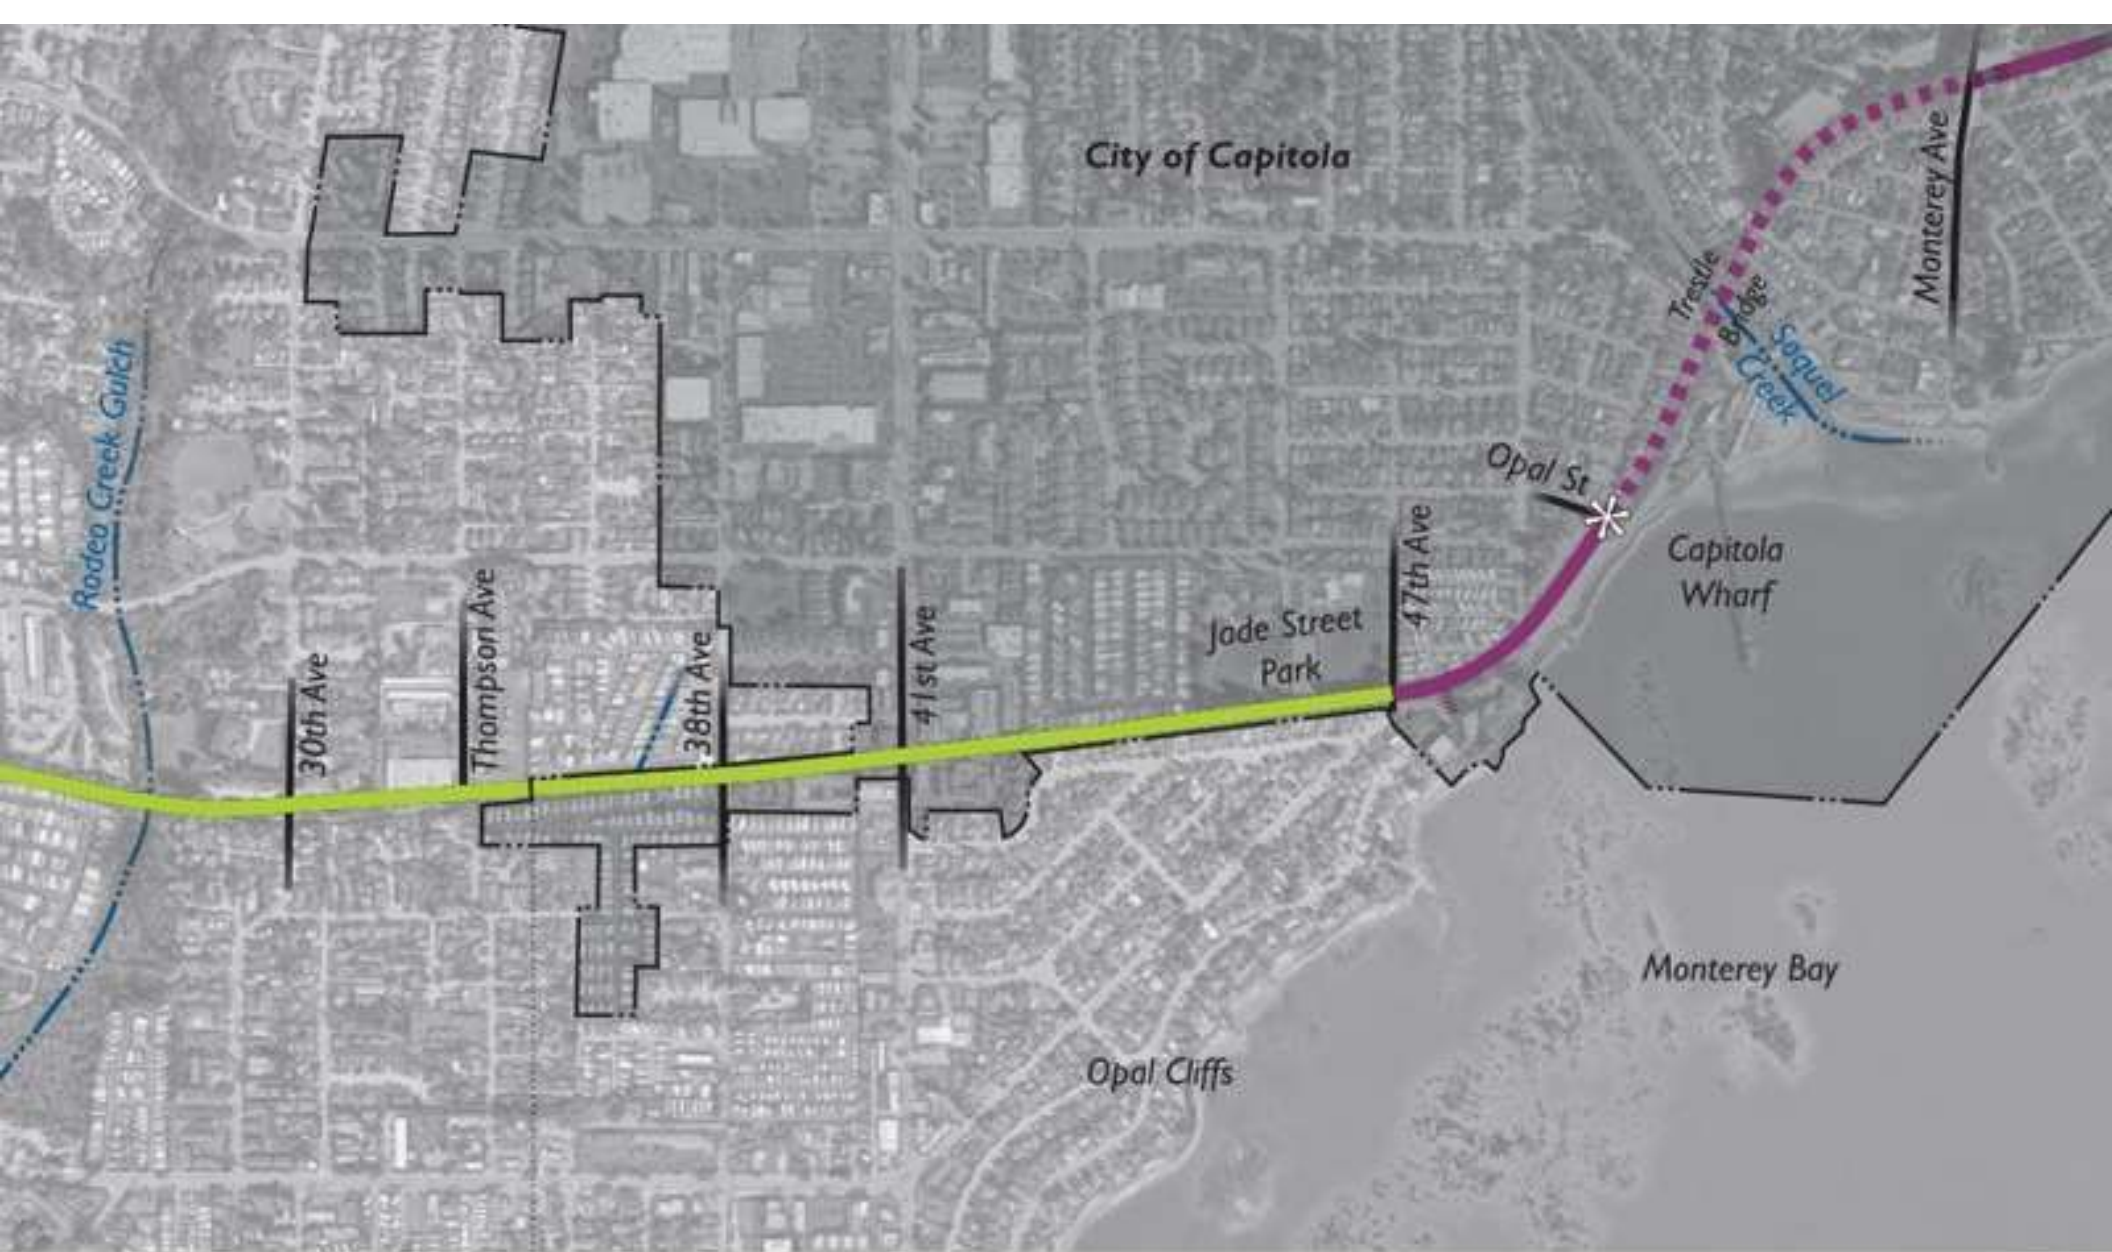 City of Capitola
Monterey Ave
Trestle
Bridge
Soquel
Creek
Rodeo Creek Gulch
Opal St
47th Ave
Capitola
Wharf
Jade Street
Park
Thompson Ave
30th Ave
38th Ave
41st Ave
Monterey Bay
Opal Cliffs